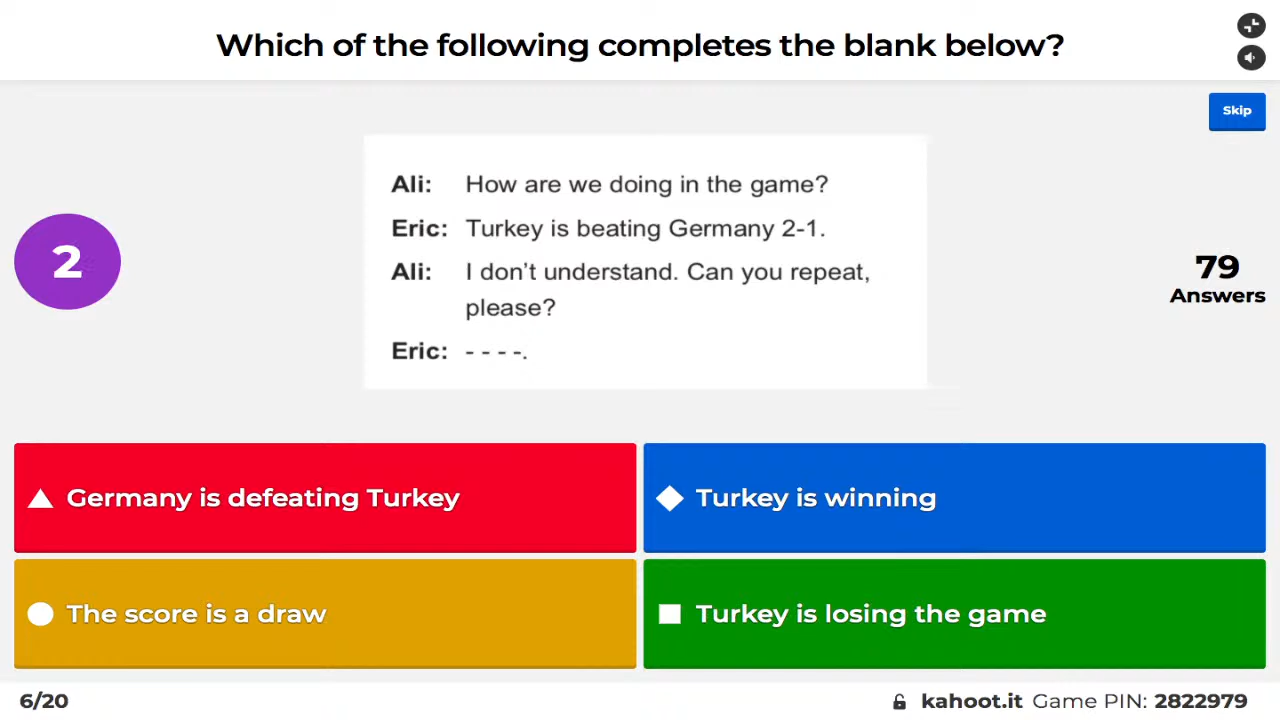 Which of the following completes the blank below?
Skip
Ali: How are we doing in the game?
Eric: Turkey is beating Germany 2-1.
Ali: I don't understand. Can you repeat,
please?
Eric: - - - -.
2
79
Answers
Germany is defeating Turkey
Turkey is winning
The score is a draw
Turkey is losing the game
6/20
kahoot.it Game PIN: 2822979